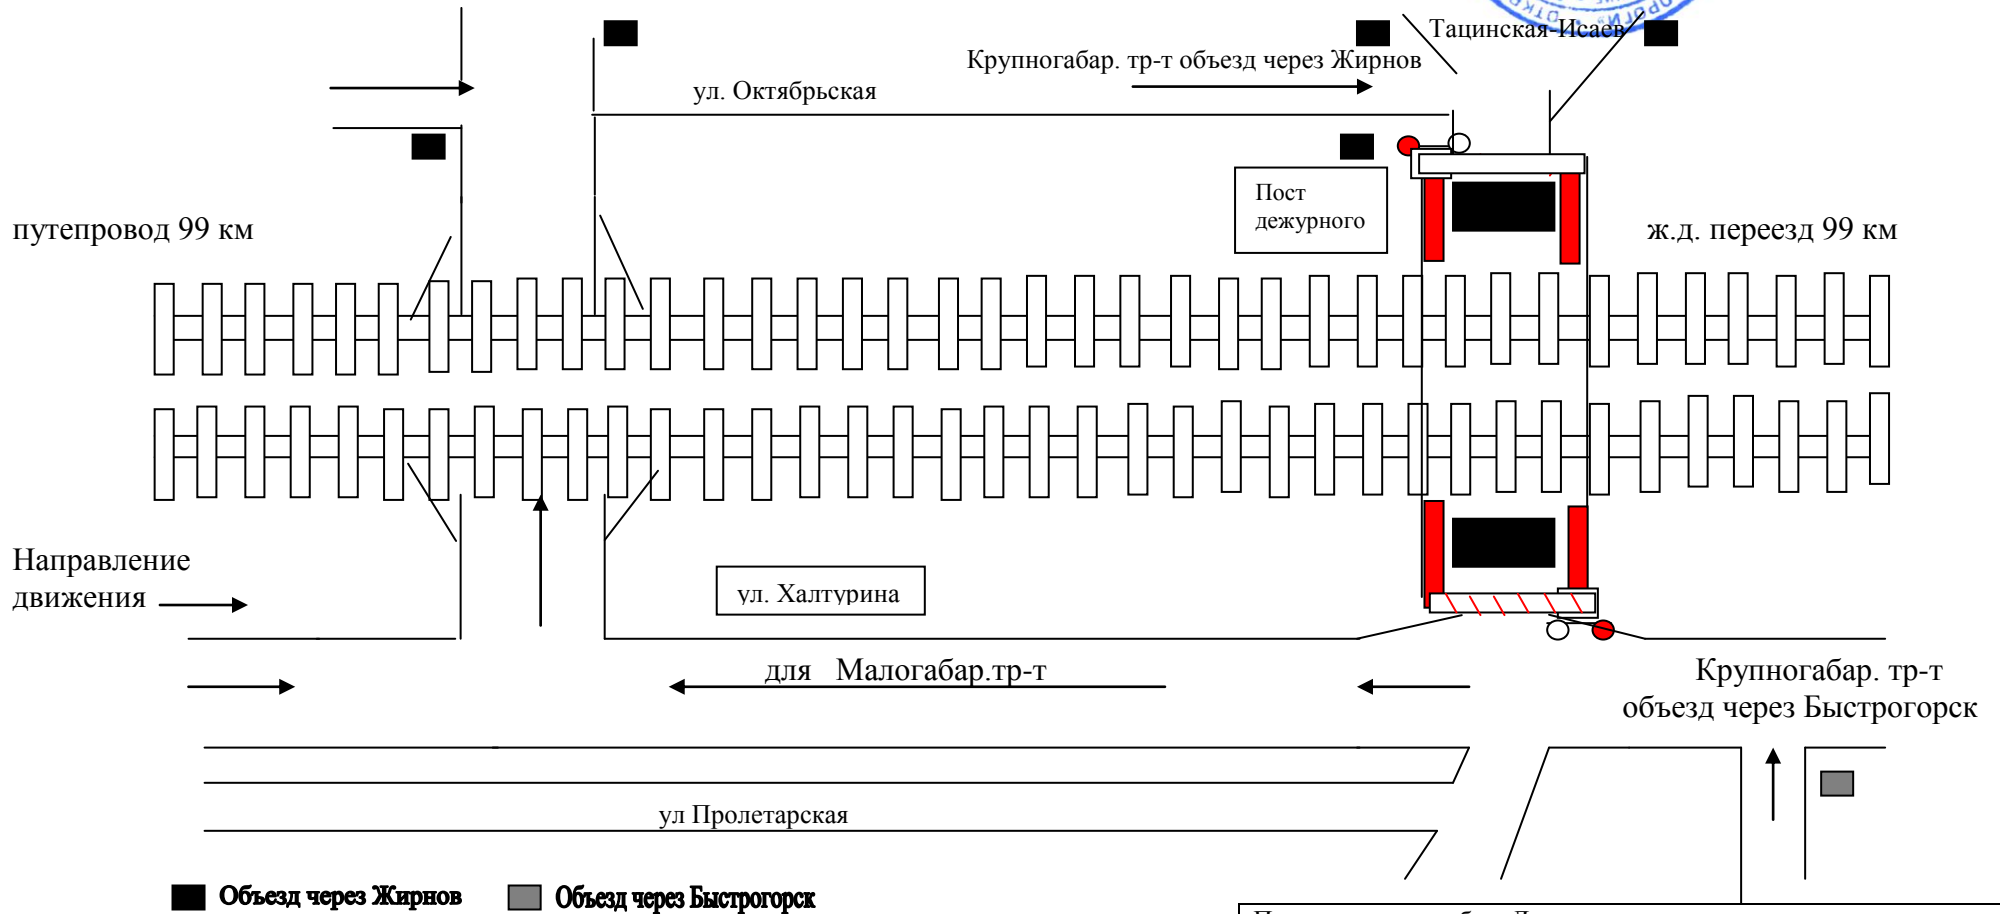 Тацинская-Исаев
Крупногабар. тр-т объезд через Жирнов
ул. Октябрьская
Пост
дежурного
путепровод 99 км
ж.д. переезд 99 км
Направление
движения
ул. Халтурина
для Малогабар.тр-т
Крупногабар. тр-т
объезд через Быстрогорск
ул Пролетарская
Объезд через Жирнов
Объезд через Быстрогорск